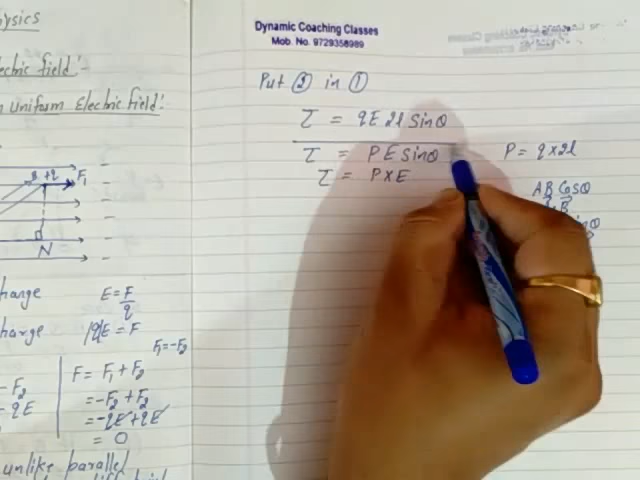 ysics
lectric field:-
n uniform Electric field:
+q F₁
N
harge E = F/q
harge |q|E = F
F₁=-F₂
-F₂ F = F₁ + F₂
-qE = -F₂ + F₂
= -qE + qE
= 0
unlike parallel
Dynamic Coaching Classes
Mob. No. 9729358989
Put ② in ①
τ = qE 2l Sinθ
τ = PE Sinθ P = q×2l
τ = P×E
AB Cosθ